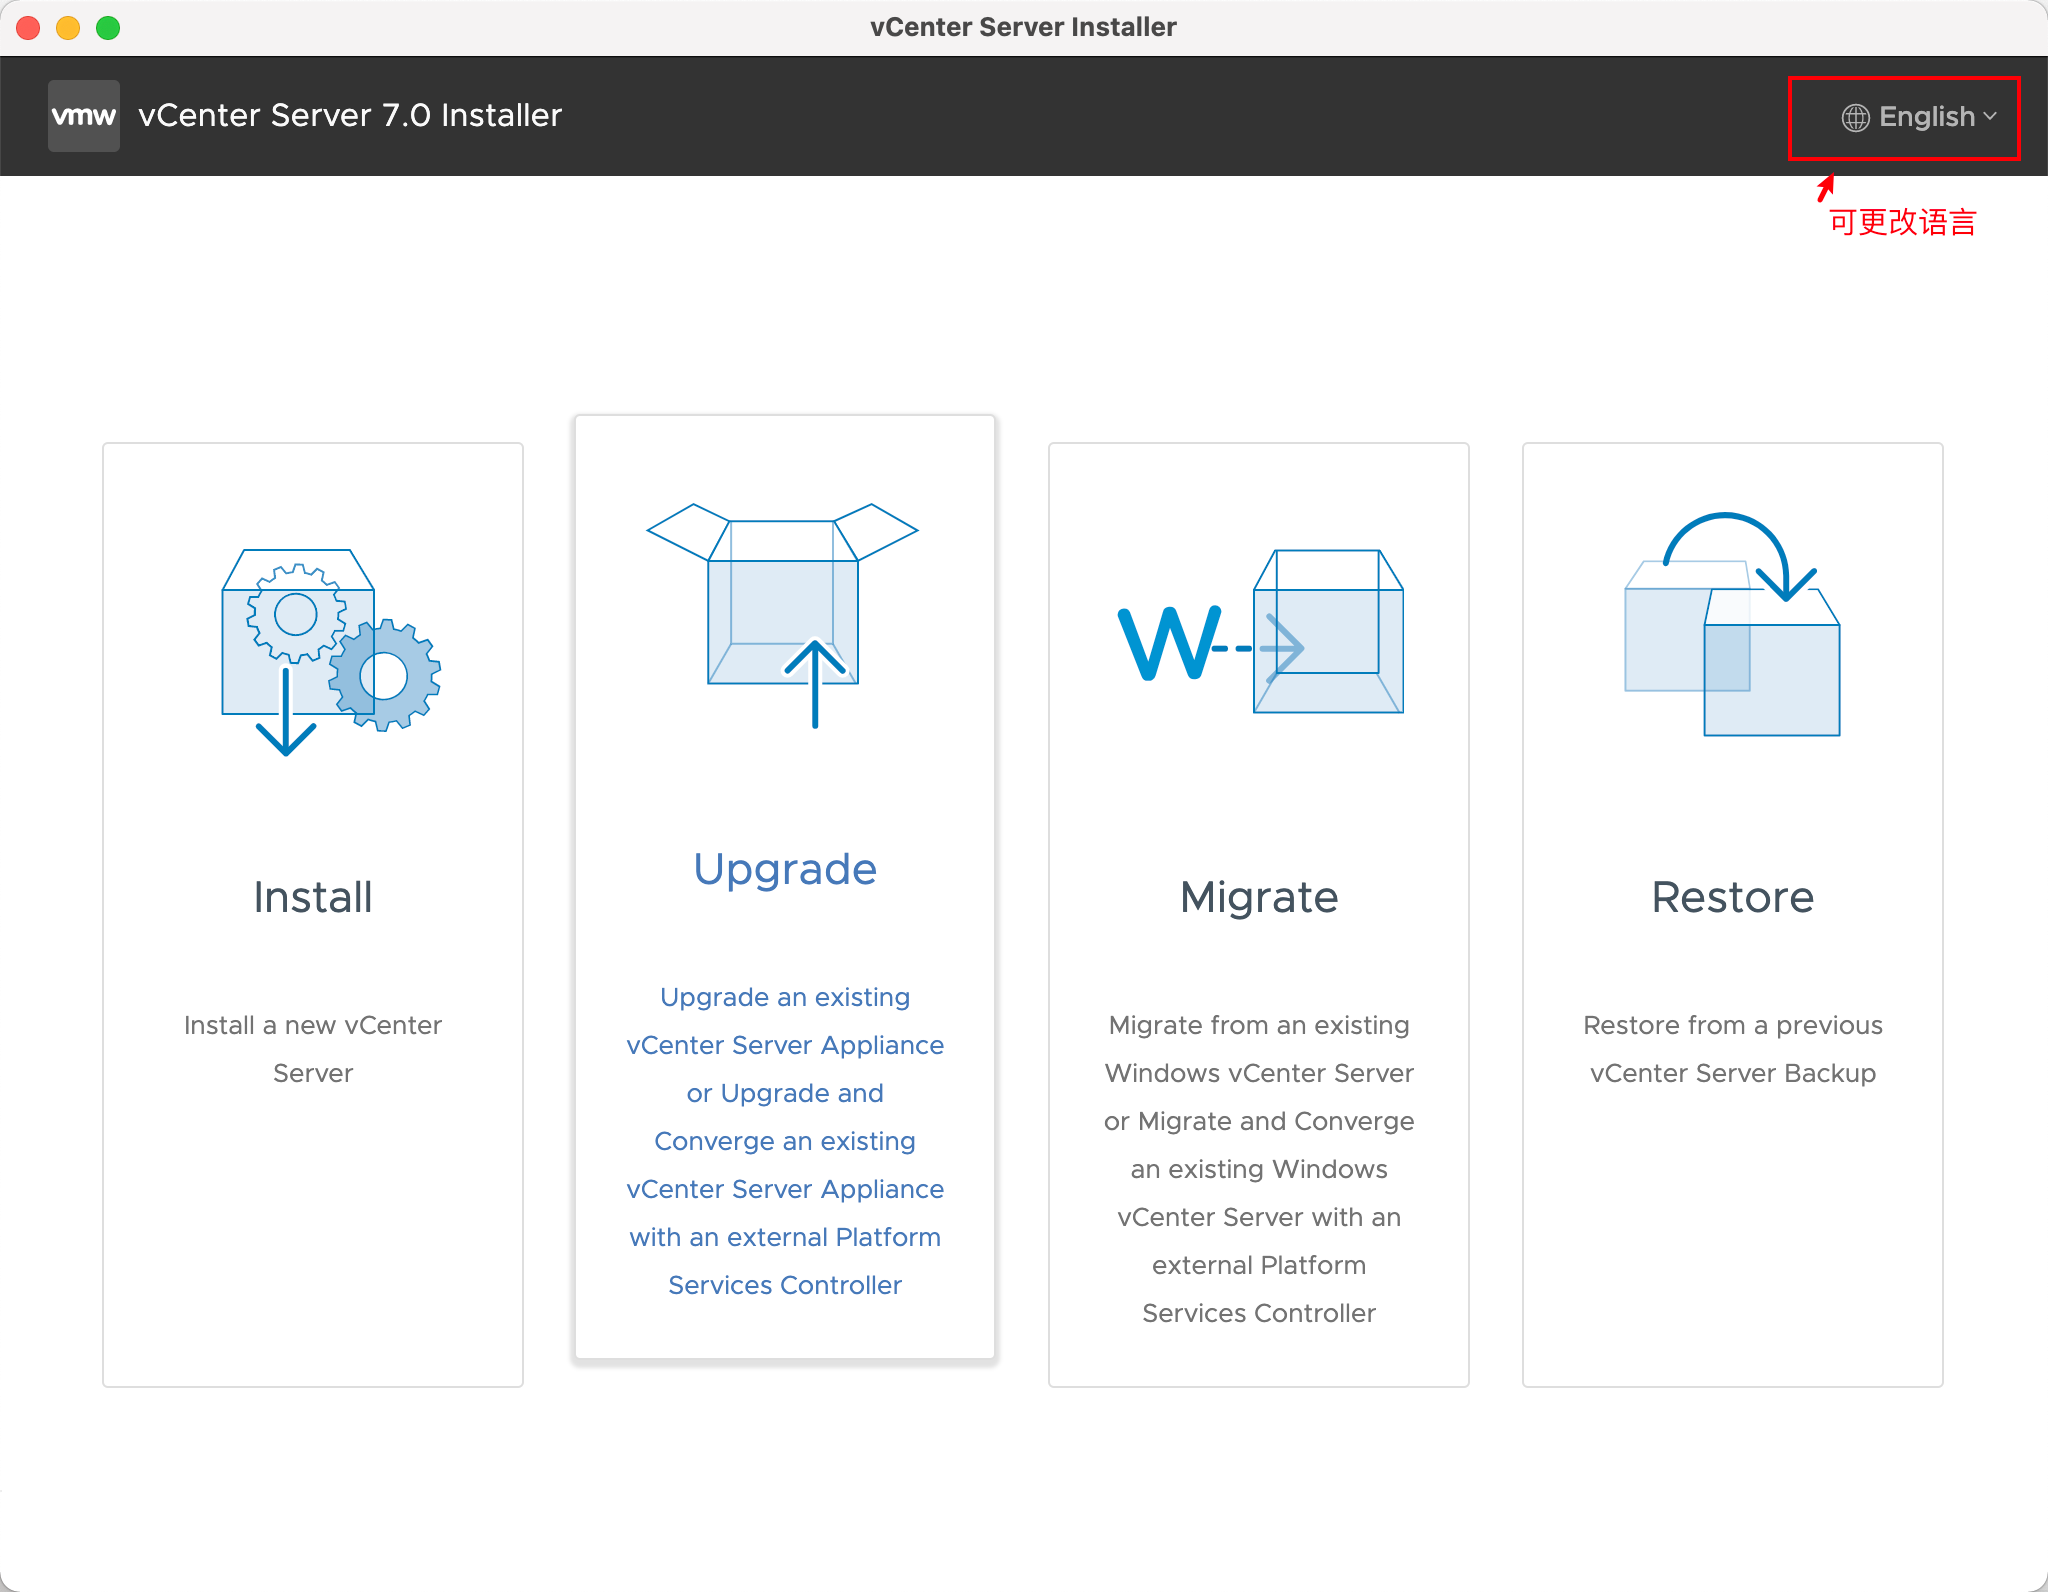 vCenter Server Installer
vmw
vCenter Server 7.0 Installer
English
可更改语言
Install
Install a new vCenter
Server
Upgrade
Upgrade an existing
vCenter Server Appliance
or Upgrade and
Converge an existing
vCenter Server Appliance
with an external Platform
Services Controller
W
Migrate
Migrate from an existing
Windows vCenter Server
or Migrate and Converge
an existing Windows
vCenter Server with an
external Platform
Services Controller
Restore
Restore from a previous
vCenter Server Backup